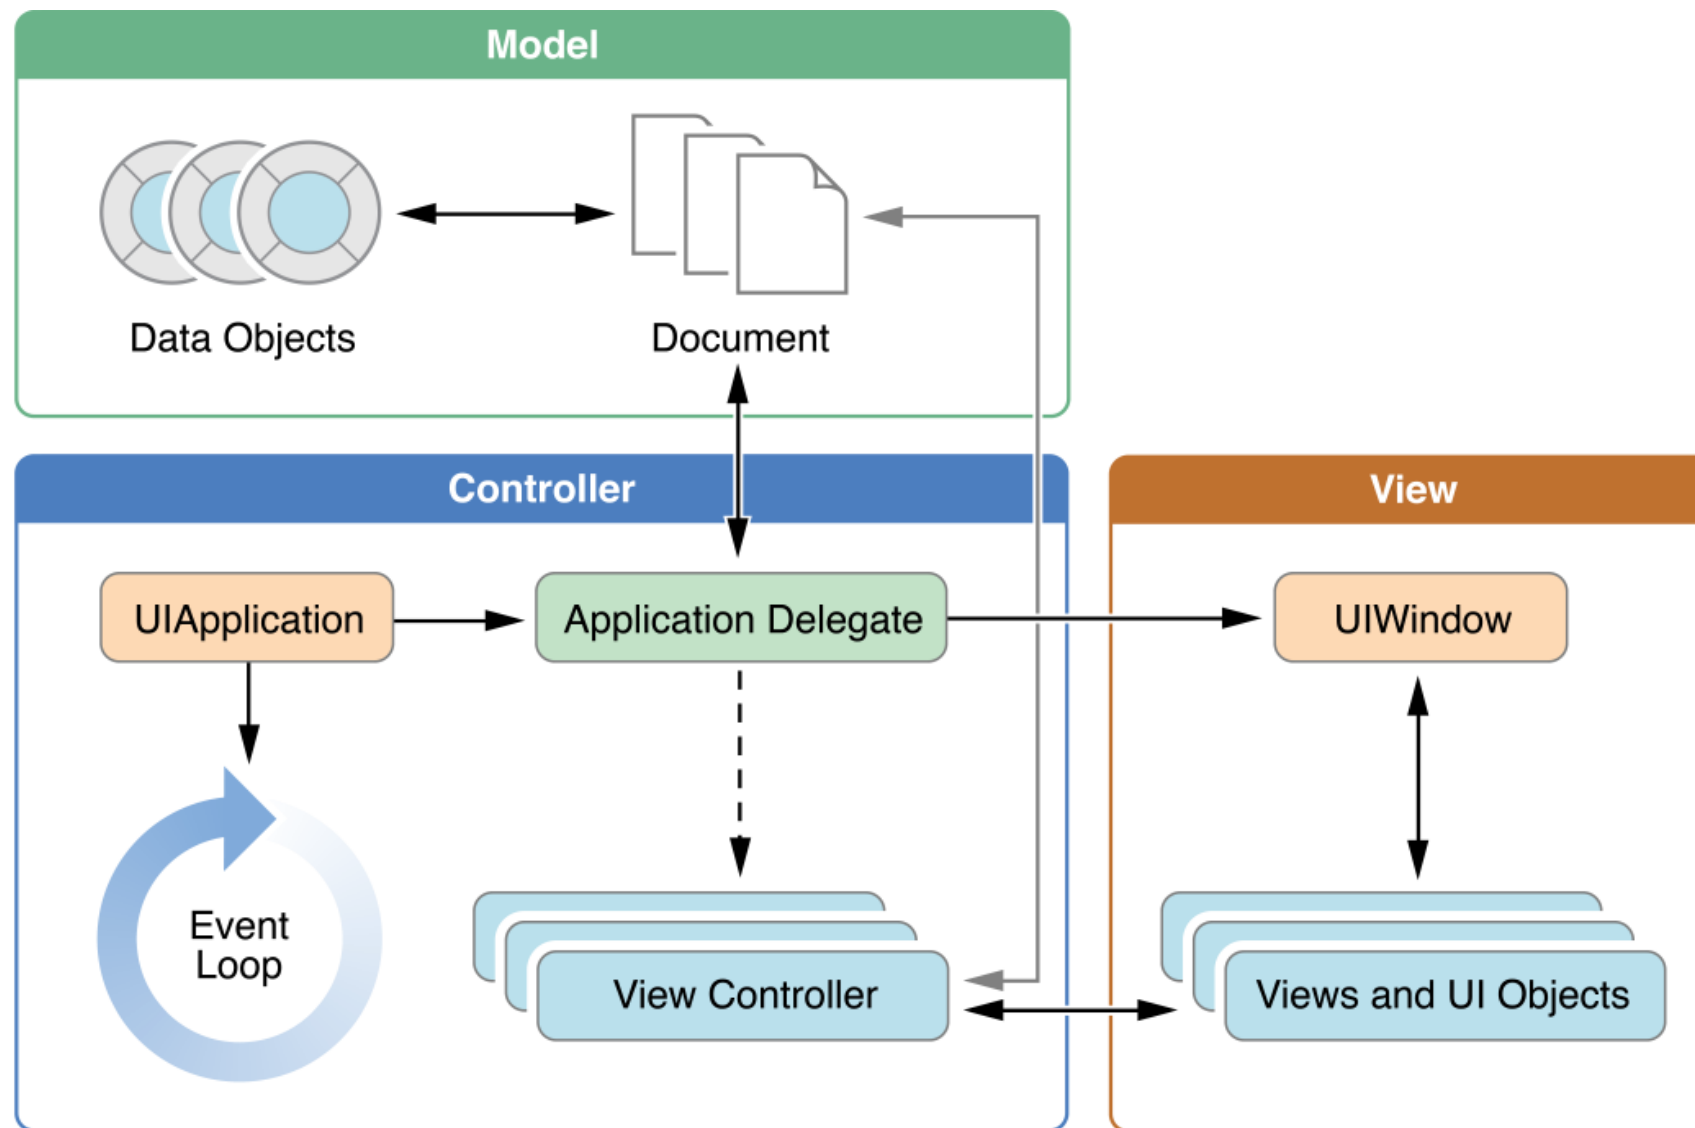 Model
Data Objects
Document
Controller
View
UIApplication
Application Delegate
UIWindow
Event
Loop
View Controller
Views and UI Objects